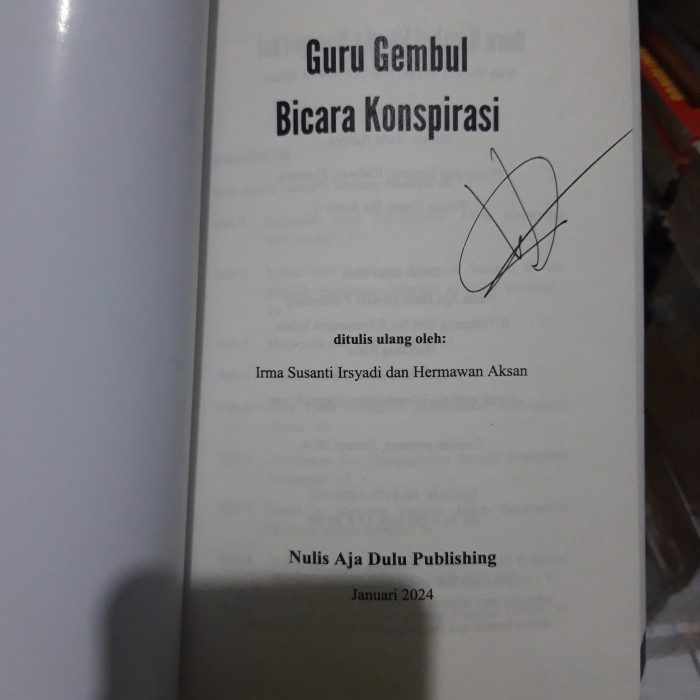 Guru Gembul
Bicara Konspirasi
ditulis ulang oleh:
Irma Susanti Irsyadi dan Hermawan Aksan
Nulis Aja Dulu Publishing
Januari 2024